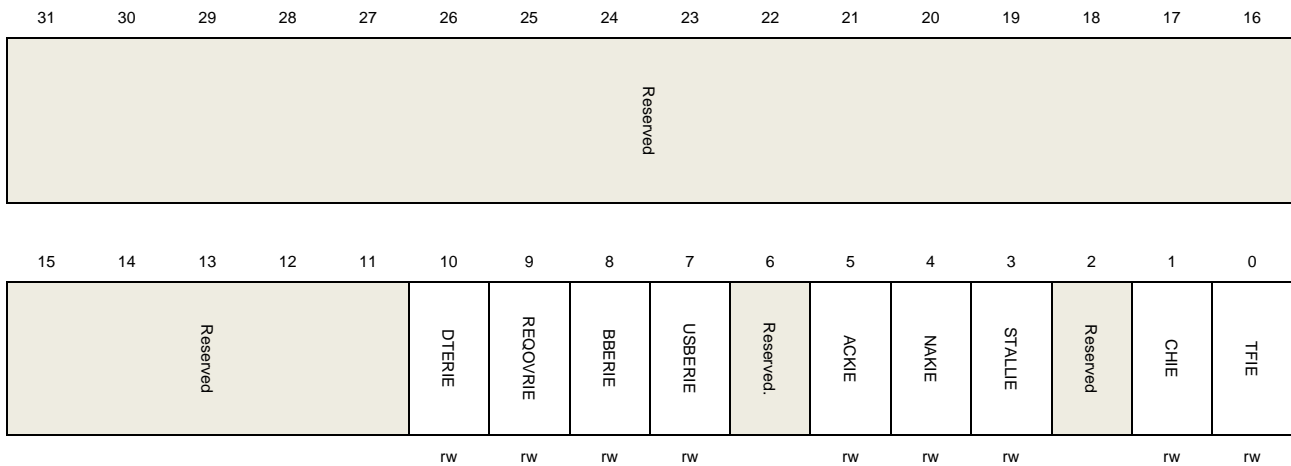 31 30 29 28 27 26 25 24 23 22 21 20 19 18 17 16
Reserved
15 14 13 12 11 10 9 8 7 6 5 4 3 2 1 0
Reserved DTERIE REQOVRIE BBERIE USBERIE Reserved. ACKIE NAKIE STALLIE Reserved CHIE TFIE
rw rw rw rw rw rw rw rw rw